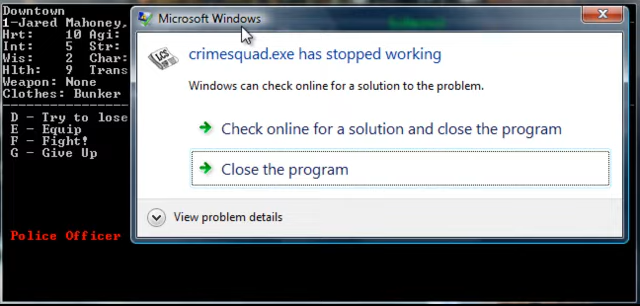 Downtown
1-Jared Mahoney,
Hrt: 10 Agi:
Int: 5 Str:
Wis: 2 Char:
Hlth: 9 Trans
Weapon: None
Clothes: Bunker
D - Try to lose
E - Equip
F - Fight!
G - Give Up
Police Officer
Microsoft Windows
LCS
crimesquad.exe has stopped working
Windows can check online for a solution to the problem.
Check online for a solution and close the program
Close the program
View problem details